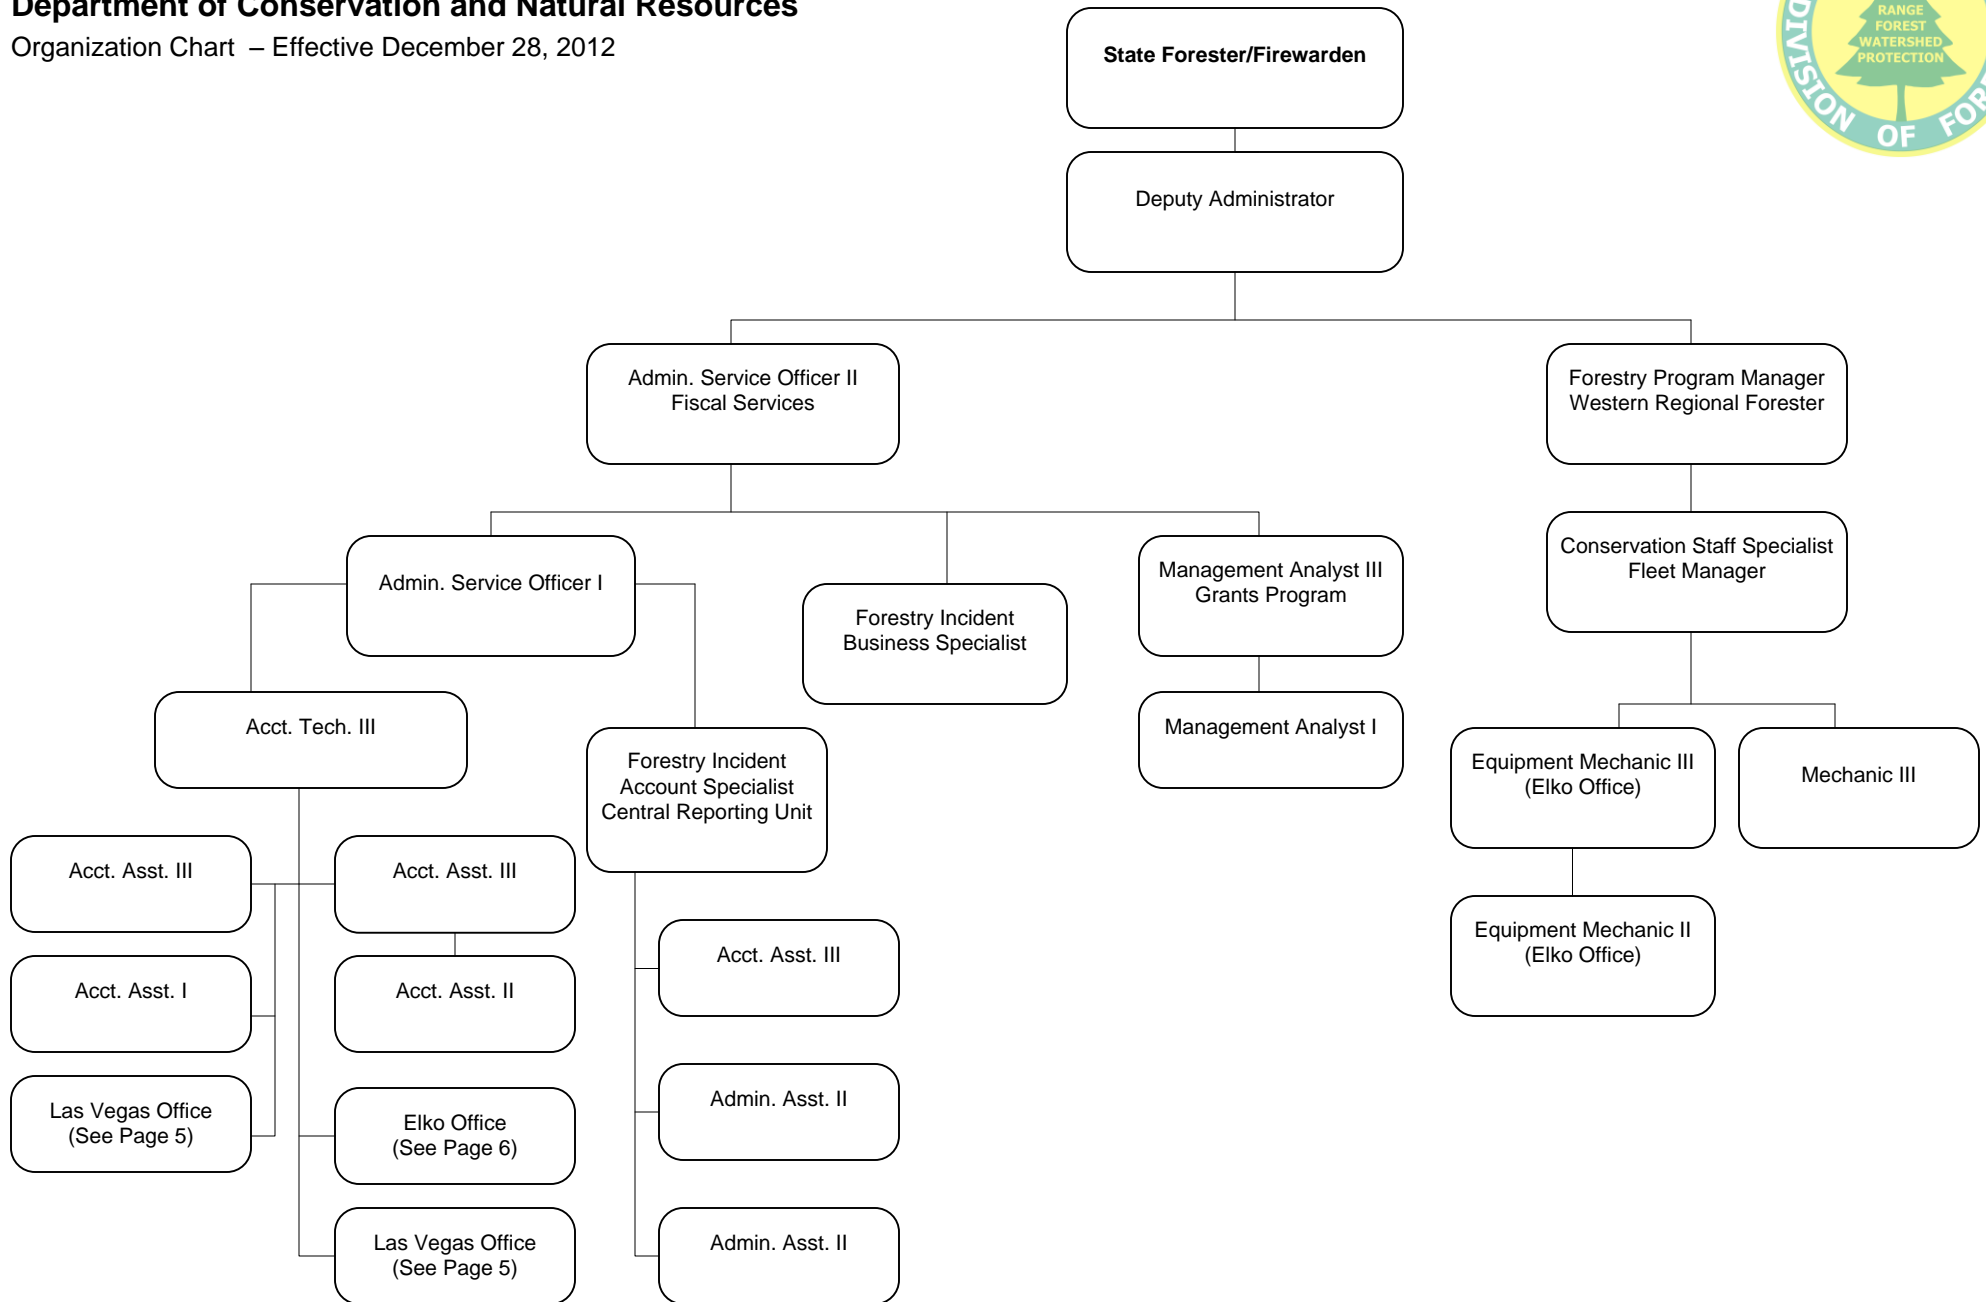 Department of Conservation and Natural Resources
Organization Chart – Effective December 28, 2012
RANGE
FOREST
WATERSHED
PROTECTION
DIVISION OF
State Forester/Firewarden
Deputy Administrator
Admin. Service Officer II
Fiscal Services
Forestry Program Manager
Western Regional Forester
Admin. Service Officer I
Forestry Incident
Business Specialist
Management Analyst III
Grants Program
Conservation Staff Specialist
Fleet Manager
Acct. Tech. III
Forestry Incident
Account Specialist
Central Reporting Unit
Management Analyst I
Equipment Mechanic III
(Elko Office)
Mechanic III
Acct. Asst. III
Acct. Asst. III
Equipment Mechanic II
(Elko Office)
Acct. Asst. I
Acct. Asst. II
Acct. Asst. III
Las Vegas Office
(See Page 5)
Elko Office
(See Page 6)
Admin. Asst. II
Las Vegas Office
(See Page 5)
Admin. Asst. II